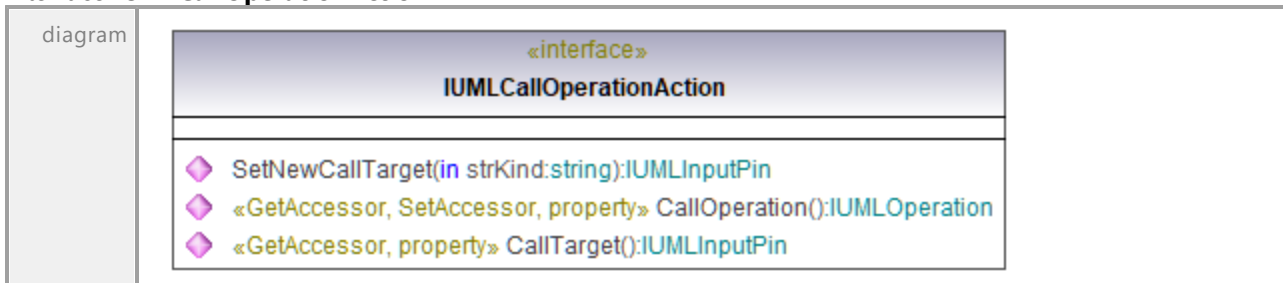 diagram
«interface»
IUMLCallOperationAction
SetNewCallTarget(in strKind:string):IUMLInputPin
«GetAccessor, SetAccessor, property» CallOperation():IUMLOperation
«GetAccessor, property» CallTarget():IUMLInputPin